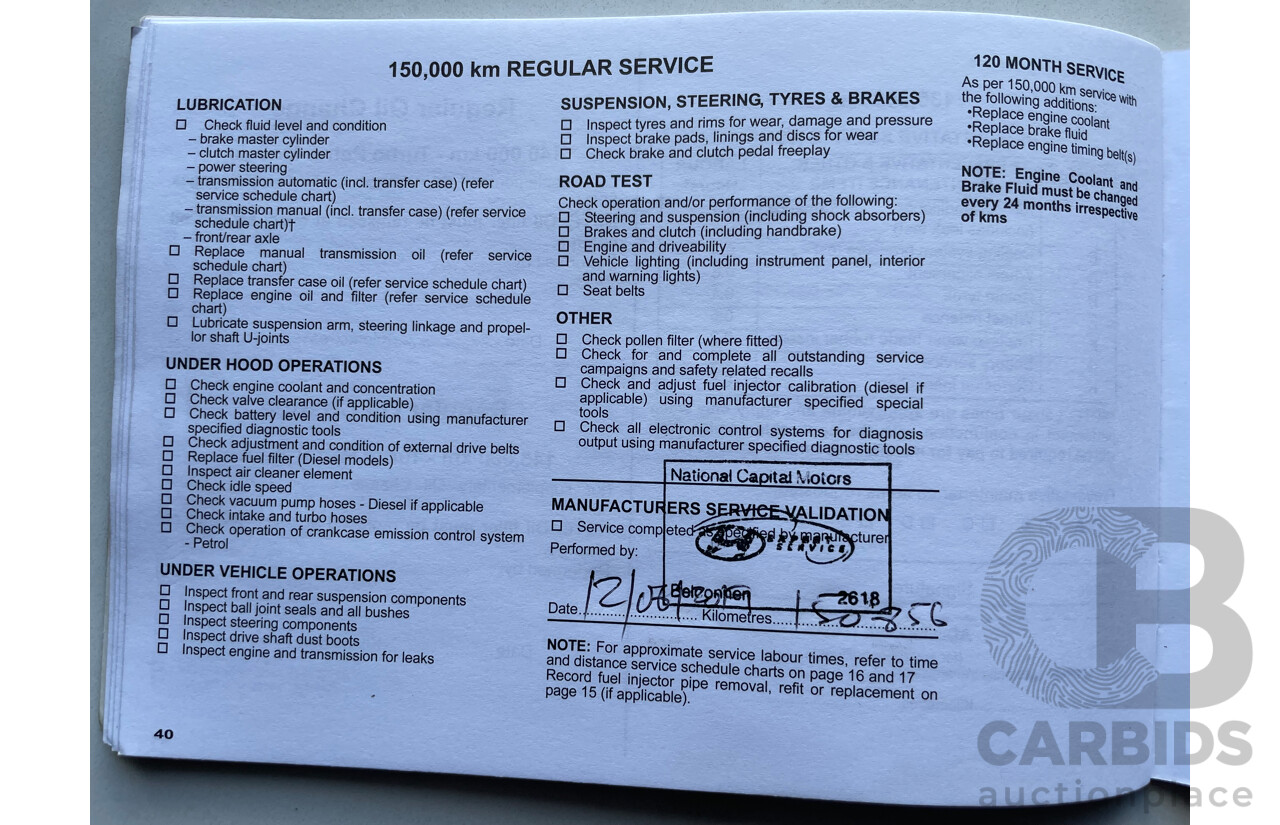 150,000 km REGULAR SERVICE
LUBRICATION
Check fluid level and condition
– brake master cylinder
– clutch master cylinder
– power steering
– transmission automatic (incl. transfer case) (refer
service schedule chart)
– transmission manual (incl. transfer case) (refer service
schedule chart)†
– front/rear axle
Replace manual transmission oil (refer service
schedule chart)
Replace transfer case oil (refer service schedule chart)
Replace engine oil and filter (refer service schedule
chart)
Lubricate suspension arm, steering linkage and propel-
lor shaft U-joints
UNDER HOOD OPERATIONS
Check engine coolant and concentration
Check valve clearance (if applicable)
Check battery level and condition using manufacturer
specified diagnostic tools
Check adjustment and condition of external drive belts
Replace fuel filter (Diesel models)
Inspect air cleaner element
Check idle speed
Check vacuum pump hoses - Diesel if applicable
Check intake and turbo hoses
Check operation of crankcase emission control system
- Petrol
UNDER VEHICLE OPERATIONS
Inspect front and rear suspension components
Inspect ball joint seals and all bushes
Inspect steering components
Inspect drive shaft dust boots
Inspect engine and transmission for leaks
40
SUSPENSION, STEERING, TYRES & BRAKES
Inspect tyres and rims for wear, damage and pressure
Inspect brake pads, linings and discs for wear
Check brake and clutch pedal freeplay
ROAD TEST
Check operation and/or performance of the following:
Steering and suspension (including shock absorbers)
Brakes and clutch (including handbrake)
Engine and driveability
Vehicle lighting (including instrument panel, interior
and warning lights)
Seat belts
OTHER
Check pollen filter (where fitted)
Check for and complete all outstanding service
campaigns and safety related recalls
Check and adjust fuel injector calibration (diesel if
applicable) using manufacturer specified special
tools
Check all electronic control systems for diagnosis
output using manufacturer specified diagnostic tools
National Capital Motors
MANUFACTURERS SERVICE VALIDATION
Service completed as specified by manufacturer
Performed by:
EXPERT
SERVICE
Belconnen 2618
Date 12/06/ Kilometres 150856
NOTE: For approximate service labour times, refer to time
and distance service schedule charts on page 16 and 17
Record fuel injector pipe removal, refit or replacement on
page 15 (if applicable).
120 MONTH SERVICE
As per 150,000 km service with
the following additions:
•Replace engine coolant
•Replace brake fluid
•Replace engine timing belt(s)
NOTE: Engine Coolant and
Brake Fluid must be changed
every 24 months irrespective
of kms
CARBIDS
auctionplace